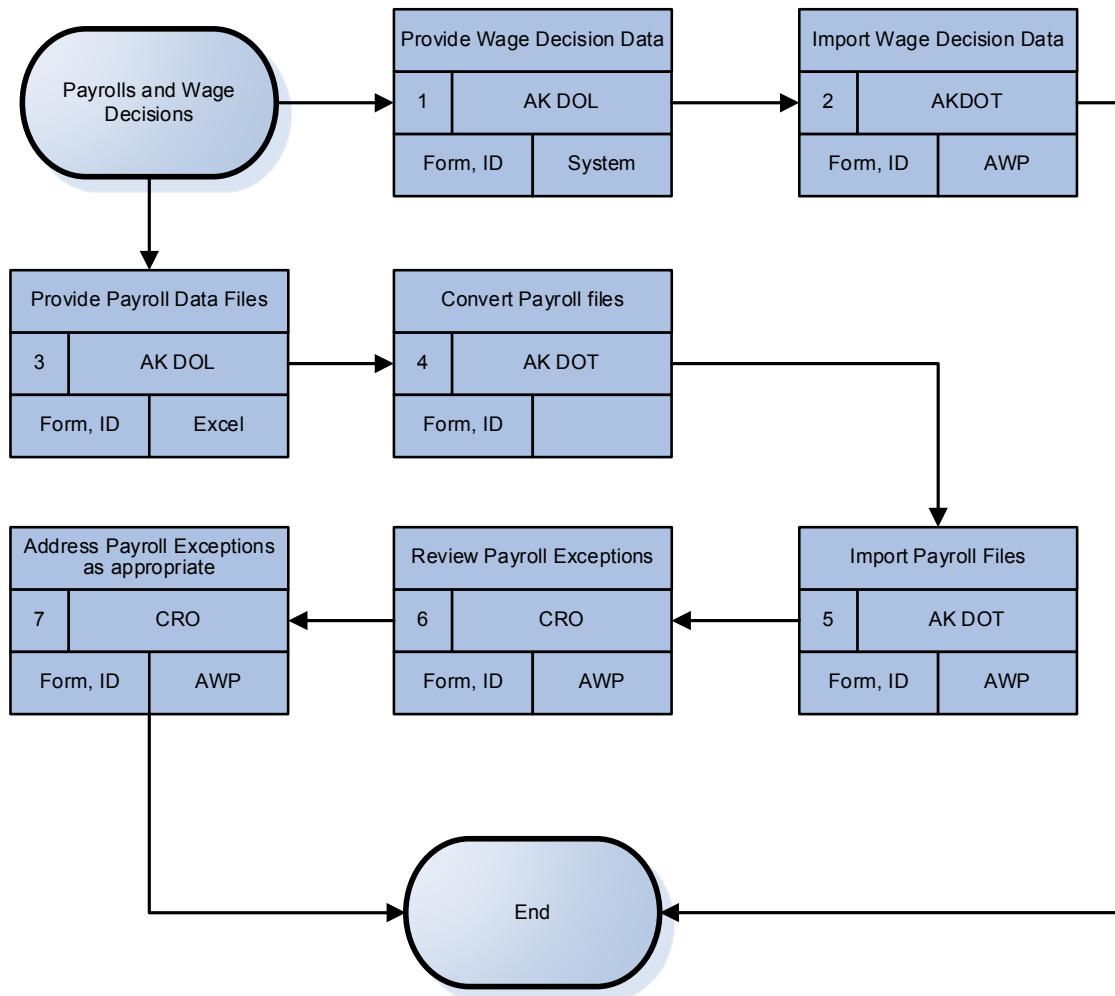 Payrolls and Wage
Decisions
Provide Wage Decision Data
1
AK DOL
Form, ID
System
Import Wage Decision Data
2
AKDOT
Form, ID
AWP
Provide Payroll Data Files
3
AK DOL
Form, ID
Excel
Convert Payroll files
4
AK DOT
Form, ID
Import Payroll Files
5
AK DOT
Form, ID
AWP
Review Payroll Exceptions
6
CRO
Form, ID
AWP
Address Payroll Exceptions
as appropriate
7
CRO
Form, ID
AWP
End